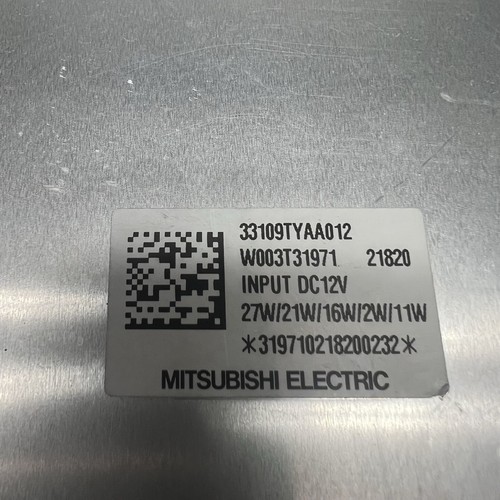 33109TYAA012
W003T31971 21820
INPUT DC12V
27W/21W/16W/2W/11W
*319710218200232*
MITSUBISHI ELECTRIC